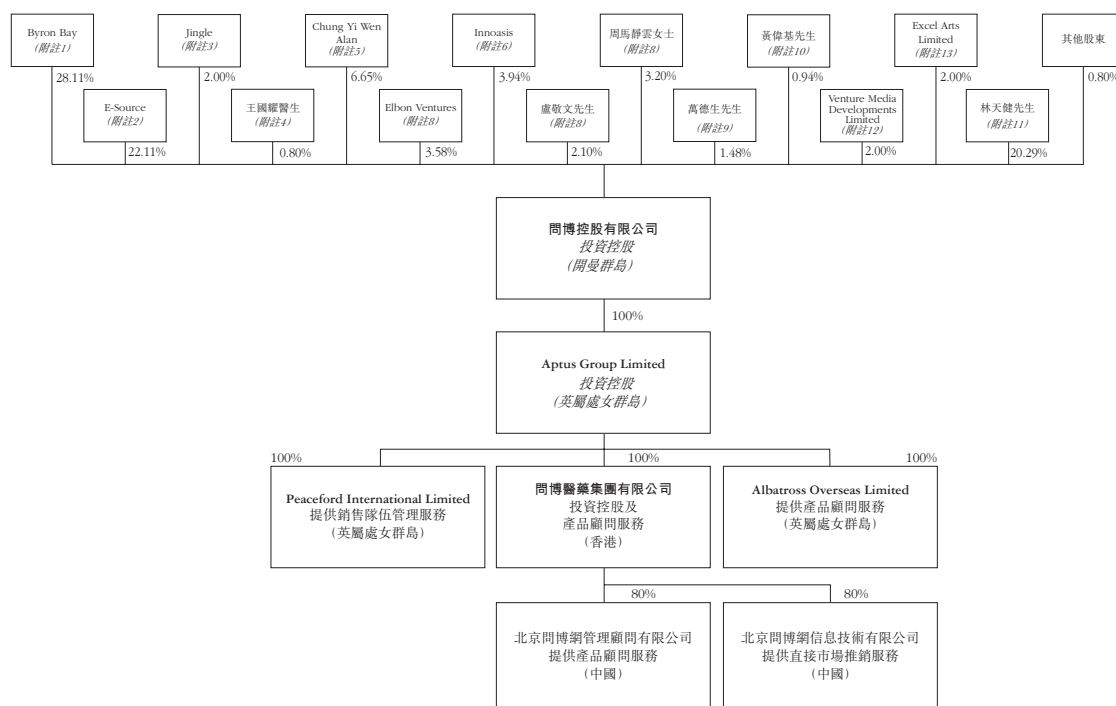 Byron Bay
(附註1)
28.11%
Jingle
(附註3)
2.00%
Chung Yi Wen
Alan
(附註5)
6.65%
Innoasis
(附註6)
3.94%
周馬靜雲女士
(附註8)
3.20%
黃偉基先生
(附註10)
0.94%
Excel Arts
Limited
(附註13)
2.00%
其他股東
0.80%
E-Source
(附註2)
22.11%
王國耀醫生
(附註4)
0.80%
Elbon Ventures
(附註8)
3.58%
盧敬文先生
(附註8)
2.10%
萬德生先生
(附註9)
1.48%
Venture Media
Developments
Limited
(附註12)
2.00%
林天健先生
(附註11)
20.29%
問博控股有限公司
投資控股
(開曼群島)
100%
Aptus Group Limited
投資控股
(英屬處女群島)
100%
Peaceford International Limited
提供銷售隊伍管理服務
(英屬處女群島)
100%
問博醫藥集團有限公司
投資控股及
產品顧問服務
(香港)
100%
Albatross Overseas Limited
提供產品顧問服務
(英屬處女群島)
80%
北京問博網管理顧問有限公司
提供產品顧問服務
(中國)
80%
北京問博網信息技術有限公司
提供直接市場推銷服務
(中國)